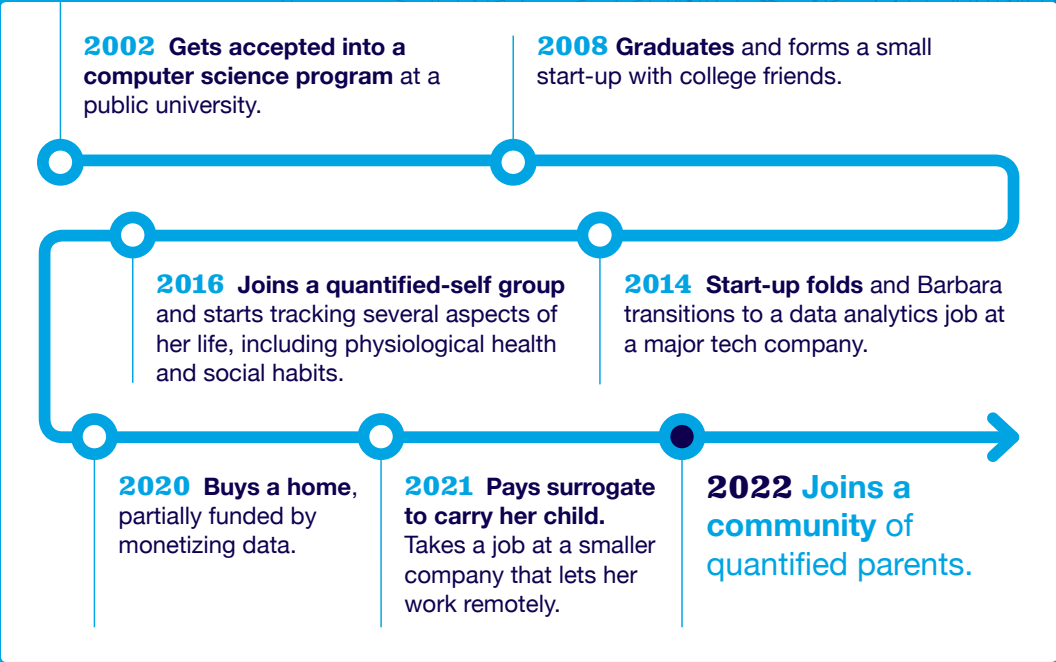 2002 Gets accepted into a
computer science program at a
public university.
2008 Graduates and forms a small
start-up with college friends.
2014 Start-up folds and Barbara
transitions to a data analytics job at
a major tech company.
2016 Joins a quantified-self group
and starts tracking several aspects of
her life, including physiological health
and social habits.
2020 Buys a home,
partially funded by
monetizing data.
2021 Pays surrogate
to carry her child.
Takes a job at a smaller
company that lets her
work remotely.
2022 Joins a
community of
quantified parents.